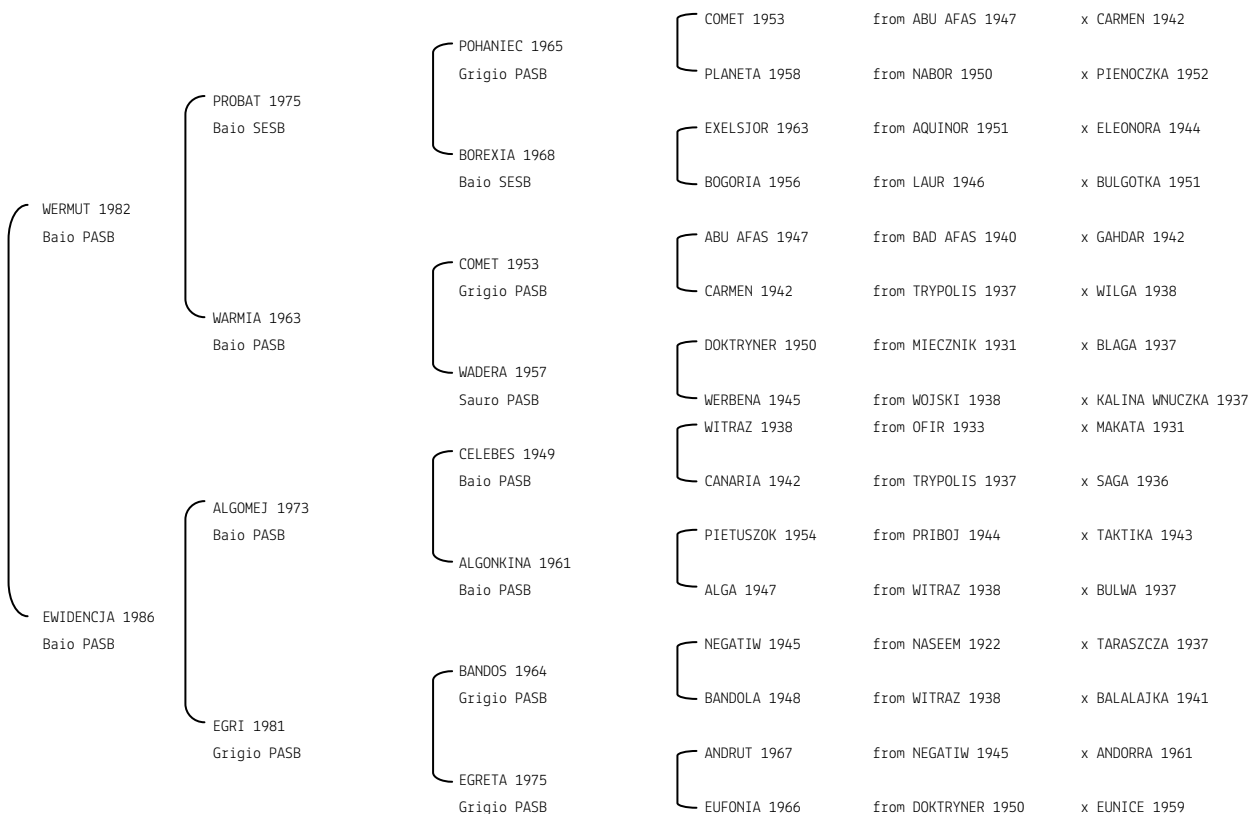 COMET 1953 from ABU AFAS 1947 x CARMEN 1942
POHANIEC 1965
Grigio PASB
PLANETA 1958 from NABOR 1950 x PIENOCZKA 1952
PROBAT 1975
Baio SESB
EXELSJOR 1963 from AQUINOR 1951 x ELEONORA 1944
BOREXIA 1968
Baio SESB
BOGORIA 1956 from LAUR 1946 x BULGOTKA 1951
WERMUT 1982
Baio PASB
ABU AFAS 1947 from BAD AFAS 1940 x GAHDAR 1942
COMET 1953
Grigio PASB
CARMEN 1942 from TRYPOLIS 1937 x WILGA 1938
WARMIA 1963
Baio PASB
DOKTRYNER 1950 from MIECZNIK 1931 x BLAGA 1937
WADERA 1957
Sauro PASB
WERBENA 1945 from WOJSKI 1938 x KALINA WNUCZKA 1937
WITRAZ 1938 from OFIR 1933 x MAKATA 1931
CELEBES 1949
Baio PASB
CANARIA 1942 from TRYPOLIS 1937 x SAGA 1936
ALGOMEJ 1973
Baio PASB
PIETUSZOK 1954 from PRIBOJ 1944 x TAKTIKA 1943
ALGONKINA 1961
Baio PASB
ALGA 1947 from WITRAZ 1938 x BULWA 1937
EWIDENCJA 1986
Baio PASB
NEGATIW 1945 from NASEEM 1922 x TARASZCZA 1937
BANDOS 1964
Grigio PASB
BANDOLA 1948 from WITRAZ 1938 x BALALAJKA 1941
EGRI 1981
Grigio PASB
ANDRUT 1967 from NEGATIW 1945 x ANDORRA 1961
EGRETA 1975
Grigio PASB
EUFONIA 1966 from DOKTRYNER 1950 x EUNICE 1959